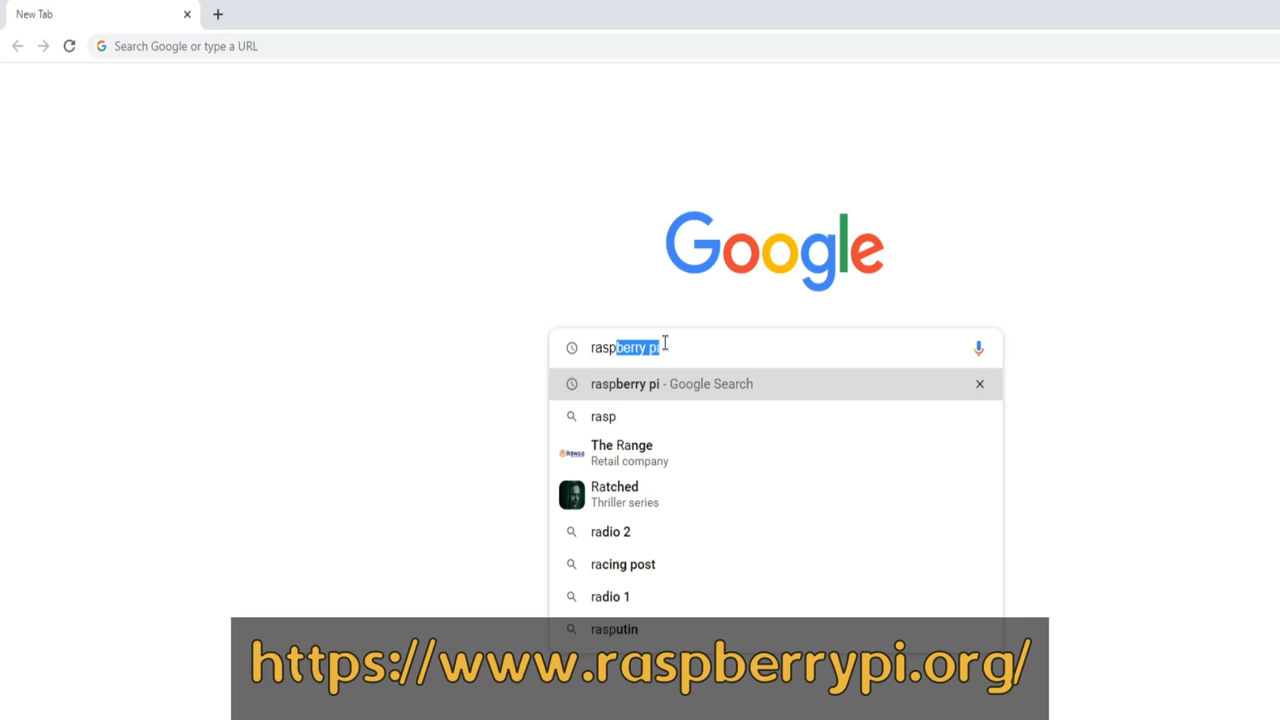 New Tab
Search Google or type a URL
Google
raspberry pi
raspberry pi - Google Search
rasp
The Range
Retail company
Ratched
Thriller series
radio 2
racing post
radio 1
rasputin
https://www.raspberrypi.org/